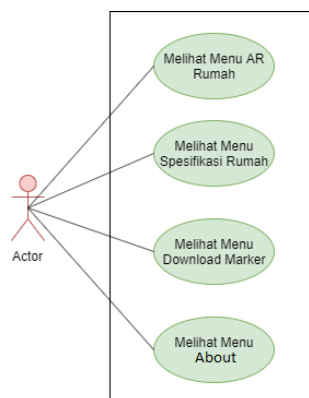 Melihat Menu AR
Rumah
Melihat Menu
Spesifikasi Rumah
Actor
Melihat Menu
Download Marker
Melihat Menu
About